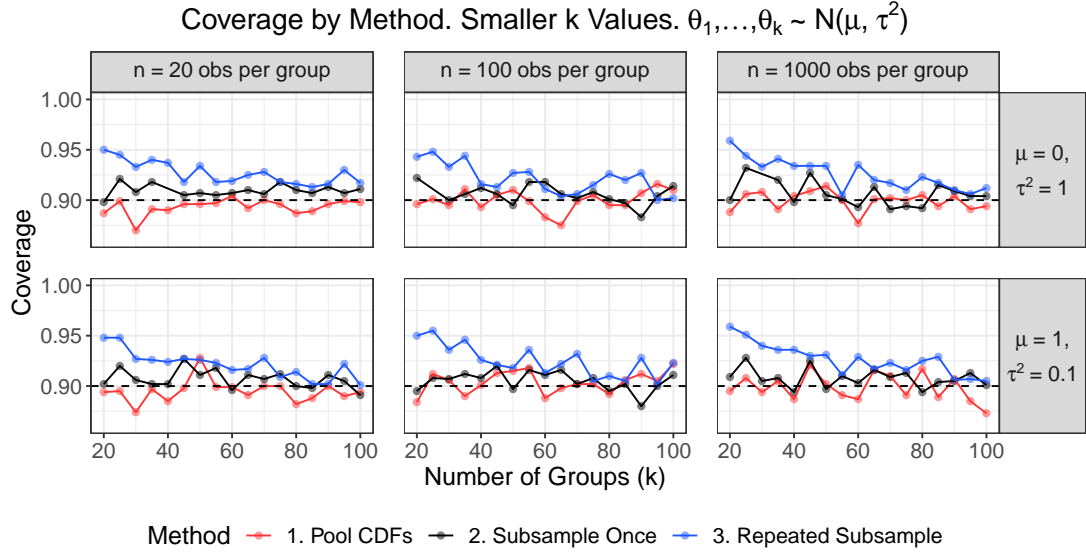 Coverage by Method. Smaller k Values. θ₁,…,θₖ ~ N(μ, τ²)
n = 20 obs per group
n = 100 obs per group
n = 1000 obs per group
1.00
0.95
0.90
μ = 0,
τ² = 1
Coverage
1.00
0.95
0.90
μ = 1,
τ² = 0.1
20 40 60 80 100
20 40 60 80 100
20 40 60 80 100
Number of Groups (k)
Method 1. Pool CDFs 2. Subsample Once 3. Repeated Subsample